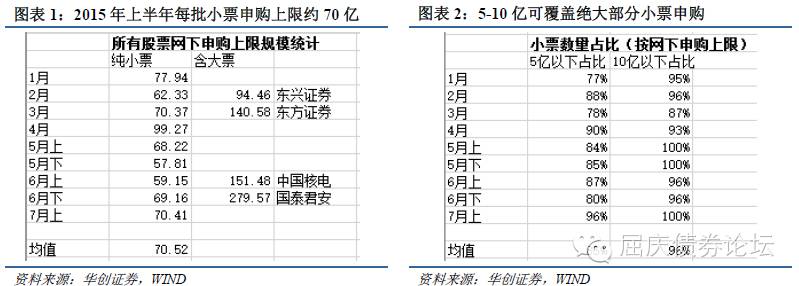 图表 1：2015 年上半年每批小票申购上限约 70 亿
所有股票网下申购上限规模统计
纯小票 含大票
1月 77.94
2月 62.33 94.46 东兴证券
3月 70.37 140.58 东方证券
4月 99.27
5月上 68.22
5月下 57.81
6月上 59.15 151.48 中国核电
6月下 69.16 279.57 国泰君安
7月上 70.41
均值 70.52
资料来源：华创证券，WIND
图表 2：5-10 亿可覆盖绝大部分小票申购
小票数量占比（按网下申购上限）
5亿以下占比 10亿以下占比
1月 77% 95%
2月 88% 96%
3月 78% 87%
4月 90% 93%
5月上 84% 100%
5月下 85% 100%
6月上 87% 96%
6月下 80% 96%
7月上 96% 100%
均值 96%
屈庆债券论坛
资料来源：华创证券，WIND